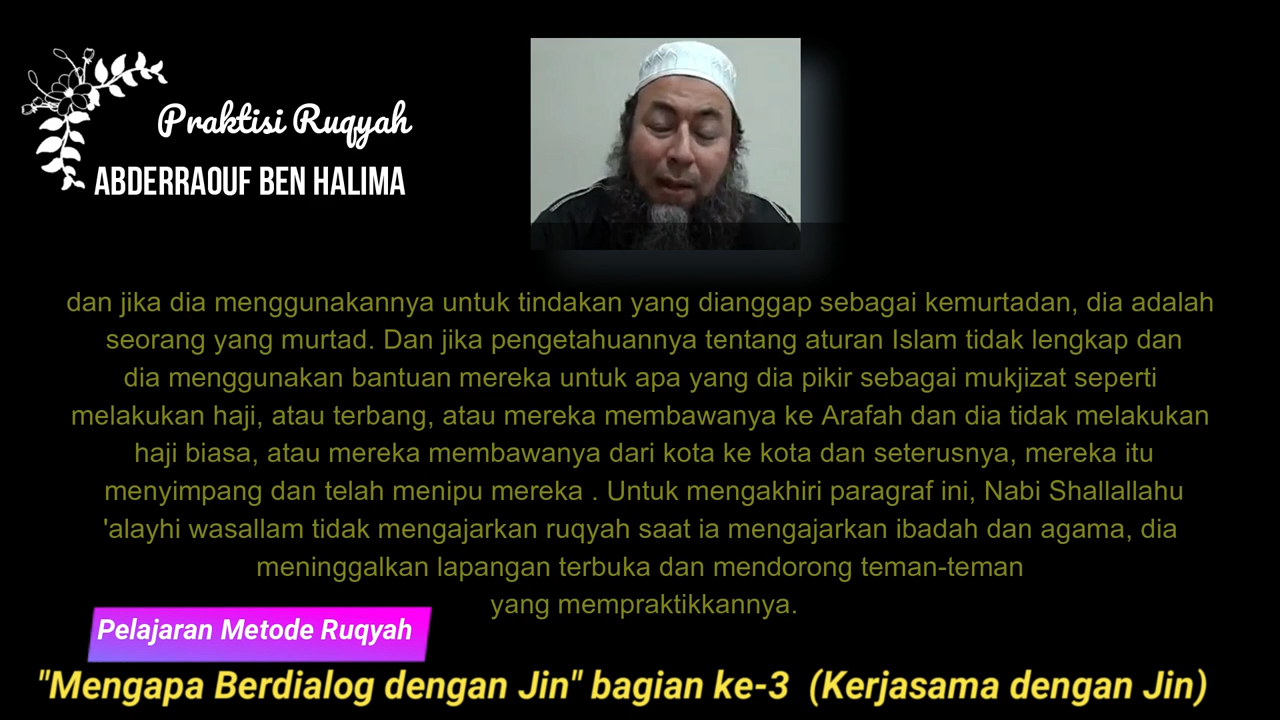 Praktisi Ruqyah
ABDERRAOUF BEN HALIMA
dan jika dia menggunakannya untuk tindakan yang dianggap sebagai kemurtadan, dia adalah
seorang yang murtad. Dan jika pengetahuannya tentang aturan Islam tidak lengkap dan
dia menggunakan bantuan mereka untuk apa yang dia pikir sebagai mukjizat seperti
melakukan haji, atau terbang, atau mereka membawanya ke Arafah dan dia tidak melakukan
haji biasa, atau mereka membawanya dari kota ke kota dan seterusnya, mereka itu
menyimpang dan telah menipu mereka . Untuk mengakhiri paragraf ini, Nabi Shallallahu
'alayhi wasallam tidak mengajarkan ruqyah saat ia mengajarkan ibadah dan agama, dia
meninggalkan lapangan terbuka dan mendorong teman-teman
yang mempraktikkannya.
Pelajaran Metode Ruqyah
"Mengapa Berdialog dengan Jin" bagian ke-3 (Kerjasama dengan Jin)